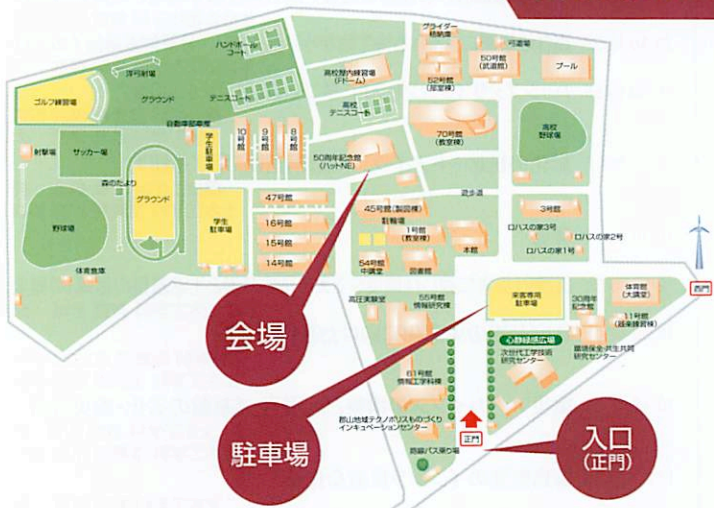 グライダー
格納庫
弓道場
ハンドボール
コート
50号館
(武道館)
プール
洋弓射場
高校屋内練習場
(Fドーム)
52号館
(部室棟)
ゴルフ練習場
グラウンド
テニスコート
高校
テニスコート
自動車部車庫
学生駐車場
10号館
9号館
8号館
70号館
(教室棟)
高校
野球場
射撃場
サッカー場
50周年記念館
(ハットNE)
森のたより
グラウンド
遊歩道
47号館
学生
駐車場
45号館(製図棟)
駐輪場
3号館
16号館
1号館
(教室棟)
ロハスの家3号
ロハスの家2号
野球場
15号館
本館
ロハスの家1号
体育倉庫
14号館
54号館
中講堂
図書館
西門
高圧実験室
55号館
情報研究棟
来客専用
駐車場
30周年
記念館
体育館
(大講堂)
11号館
(器楽練習棟)
会場
心静緑感広場
次世代工学技術
研究センター
環境保全・共生共同
研究センター
61号館
情報工学科棟
郡山地域テクノポリスものづくり
インキュベーションセンター
正門
路線バス乗り場
駐車場
入口
(正門)